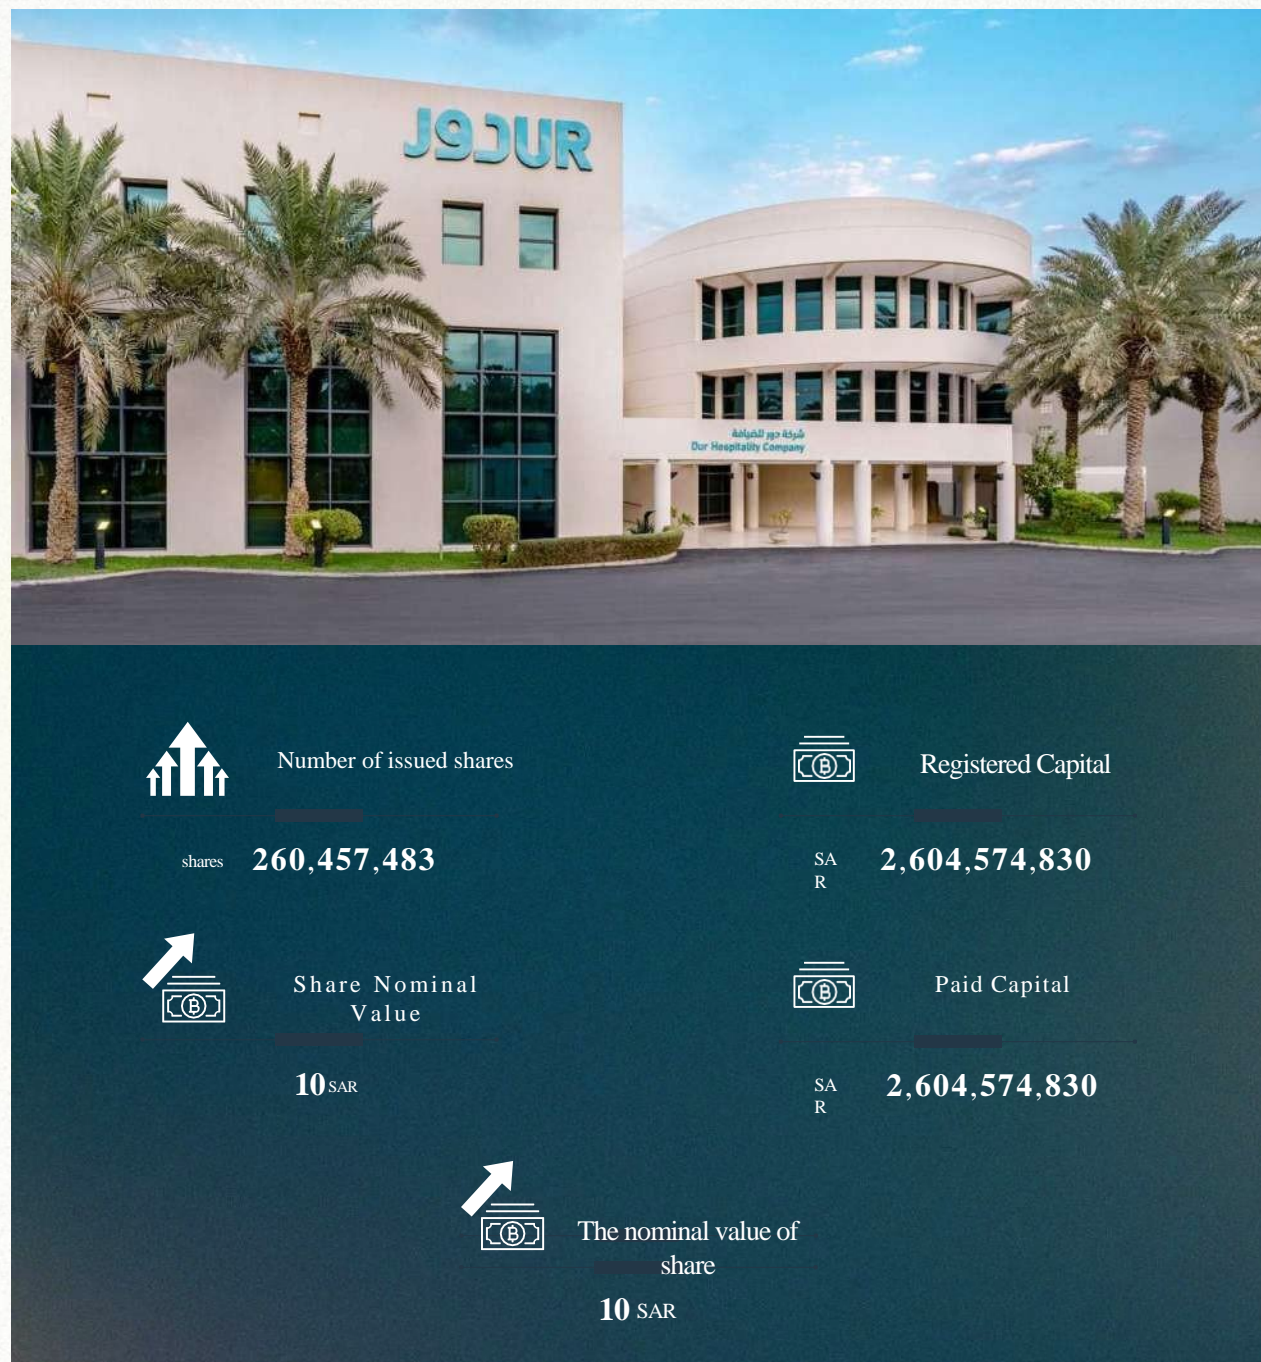 دور DUR
شركة دور للضيافة
Dur Hospitality Company
Number of issued shares
shares 260,457,483
Registered Capital
SA
R
2,604,574,830
Share Nominal
Value
10 SAR
Paid Capital
SA
R
2,604,574,830
The nominal value of
share
10 SAR